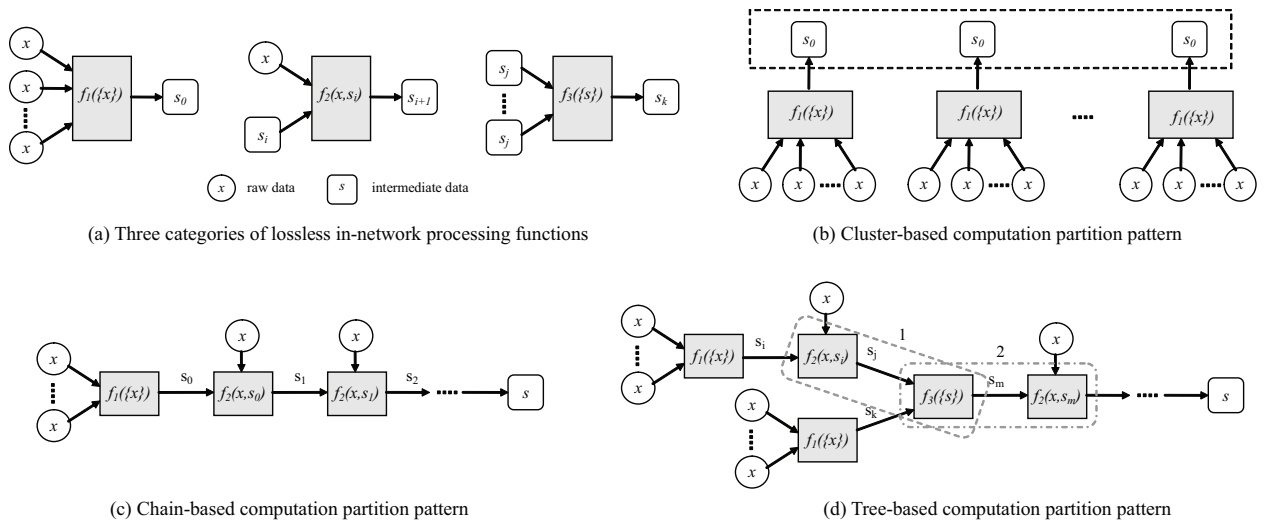 x
x
x
f₁({x})
s₀
x
sᵢ
f₂(x,sᵢ)
sᵢ₊₁
sⱼ
sⱼ
f₃({s})
sₖ
x raw data
s intermediate data
(a) Three categories of lossless in-network processing functions
s₀ s₀ s₀
f₁({x}) f₁({x}) .... f₁({x})
x x .... x x x .... x x x .... x
(b) Cluster-based computation partition pattern
x
x
x x
f₁({x}) s₀ f₂(x,s₀) s₁ f₂(x,s₁) s₂ .... s
(c) Chain-based computation partition pattern
x
x
x
f₁({x}) sᵢ f₂(x,sᵢ) sⱼ
1
x
x
f₁({x}) sₖ
2
x
f₃({s}) sₘ f₂(x,sₘ) .... s
(d) Tree-based computation partition pattern